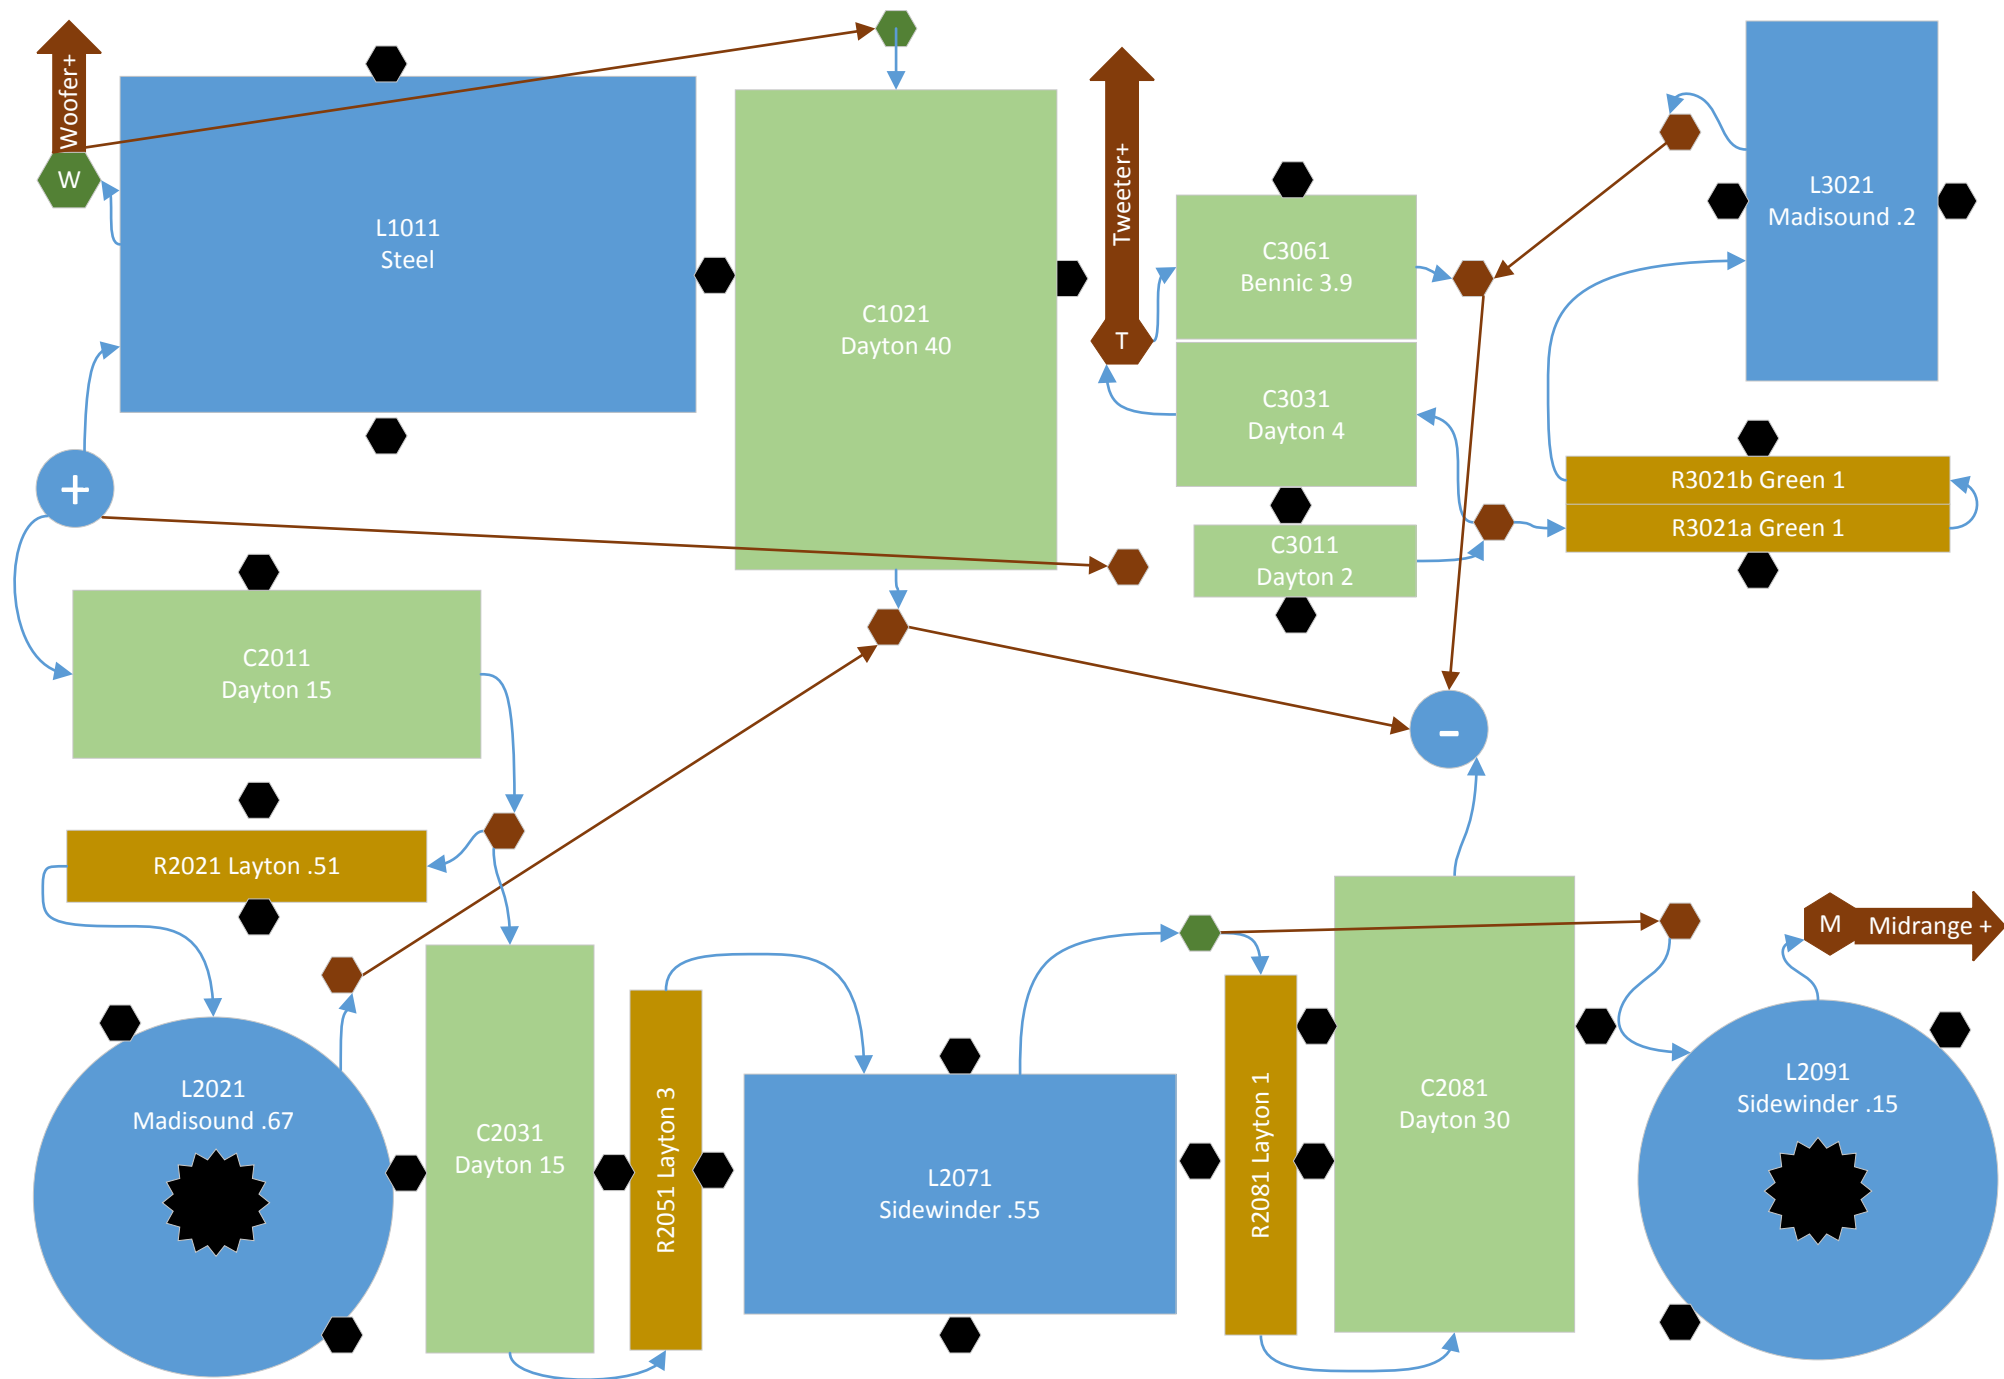 Woofer+
W
L1011
Steel
C1021
Dayton 40
Tweeter+
T
C3061
Bennic 3.9
C3031
Dayton 4
C3011
Dayton 2
L3021
Madisound .2
R3021b Green 1
R3021a Green 1
+
C2011
Dayton 15
-
R2021 Layton .51
L2021
Madisound .67
C2031
Dayton 15
R2051 Layton 3
L2071
Sidewinder .55
R2081 Layton 1
C2081
Dayton 30
M
Midrange +
L2091
Sidewinder .15